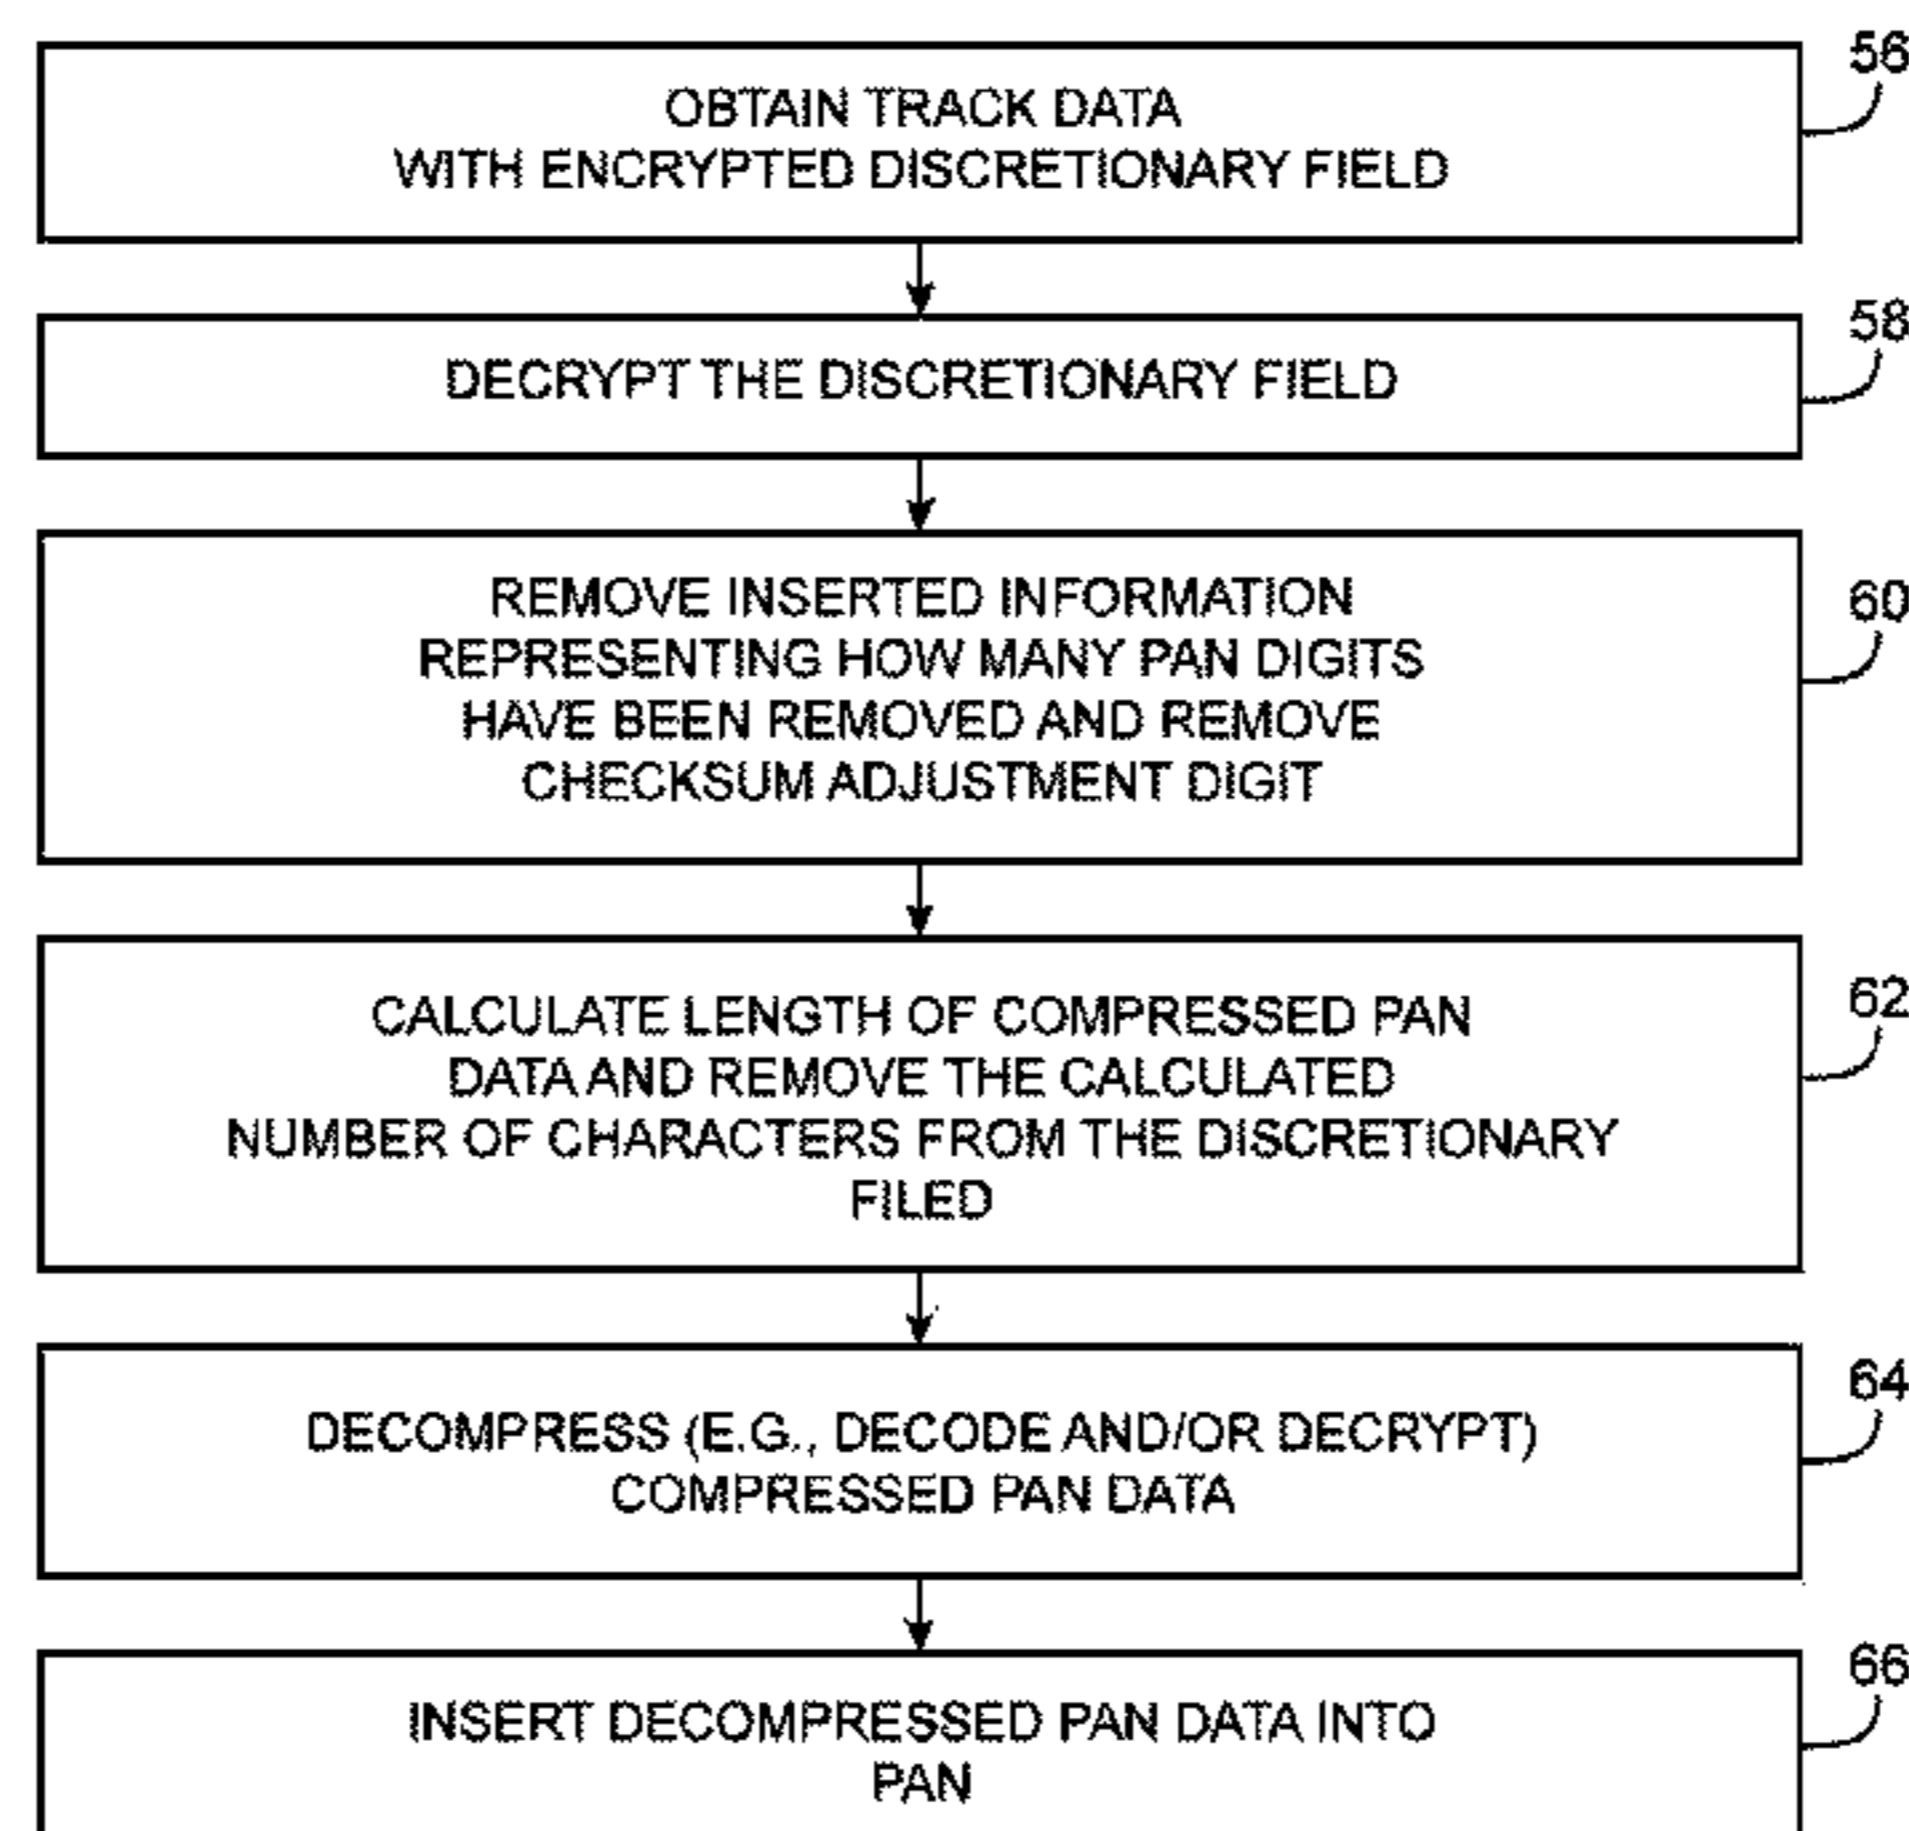 56
OBTAIN TRACK DATA
WITH ENCRYPTED DISCRETIONARY FIELD
58
DECRYPT THE DISCRETIONARY FIELD
60
REMOVE INSERTED INFORMATION
REPRESENTING HOW MANY PAN DIGITS
HAVE BEEN REMOVED AND REMOVE
CHECKSUM ADJUSTMENT DIGIT
62
CALCULATE LENGTH OF COMPRESSED PAN
DATA AND REMOVE THE CALCULATED
NUMBER OF CHARACTERS FROM THE DISCRETIONARY
FILED
64
DECOMPRESS (E.G., DECODE AND/OR DECRYPT)
COMPRESSED PAN DATA
66
INSERT DECOMPRESSED PAN DATA INTO
PAN